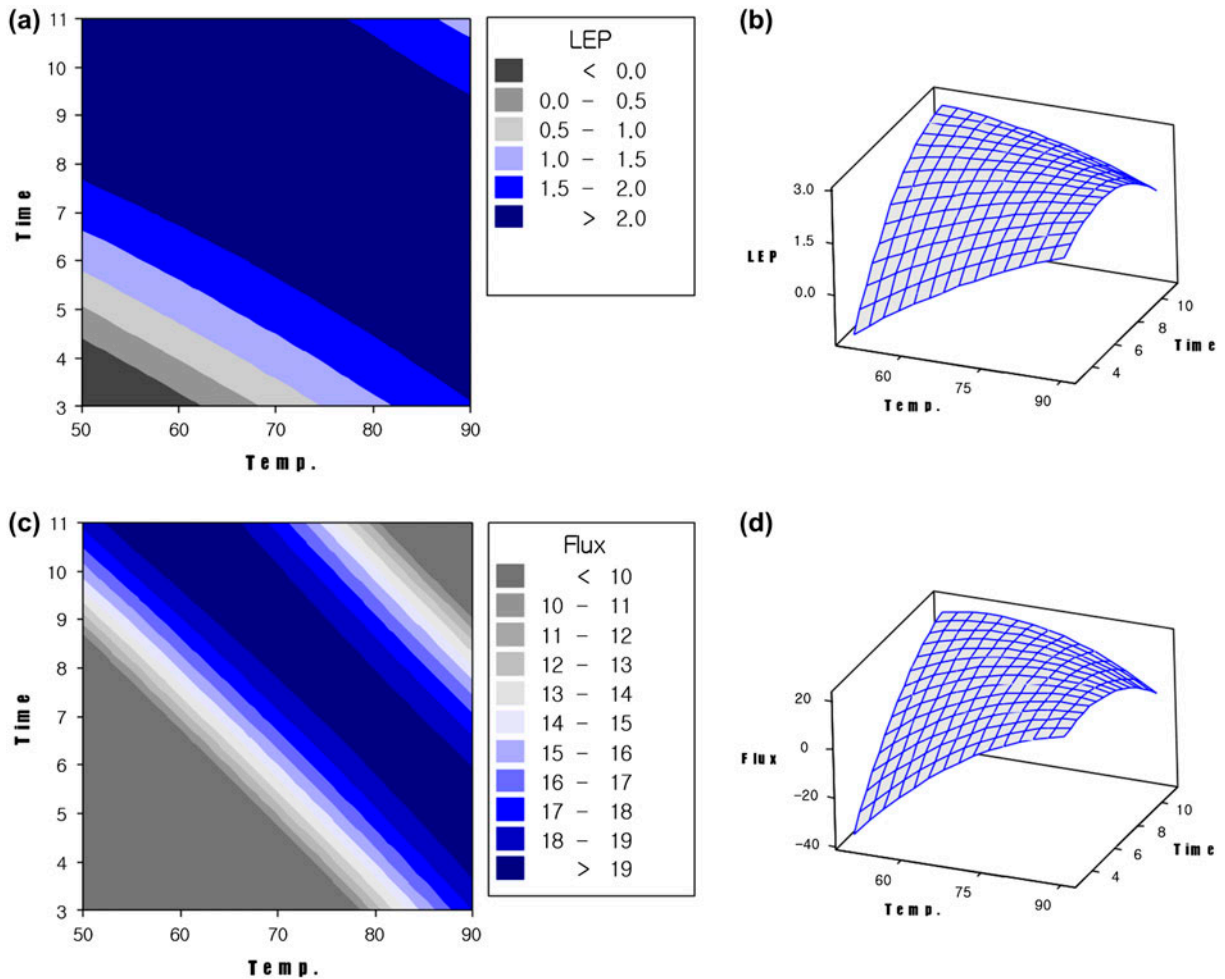 (a)
11
10
9
8
7
6
5
4
3
Time
50 60 70 80 90
Temp.
LEP
< 0.0
0.0 – 0.5
0.5 – 1.0
1.0 – 1.5
1.5 – 2.0
> 2.0
(b)
3.0
1.5
0.0
LEP
60 75 90
Temp.
4 6 8 10
Time
(c)
11
10
9
8
7
6
5
4
3
Time
50 60 70 80 90
Temp.
Flux
< 10
10 – 11
11 – 12
12 – 13
13 – 14
14 – 15
15 – 16
16 – 17
17 – 18
18 – 19
> 19
(d)
20
0
-20
-40
Flux
60 75 90
Temp.
4 6 8 10
Time